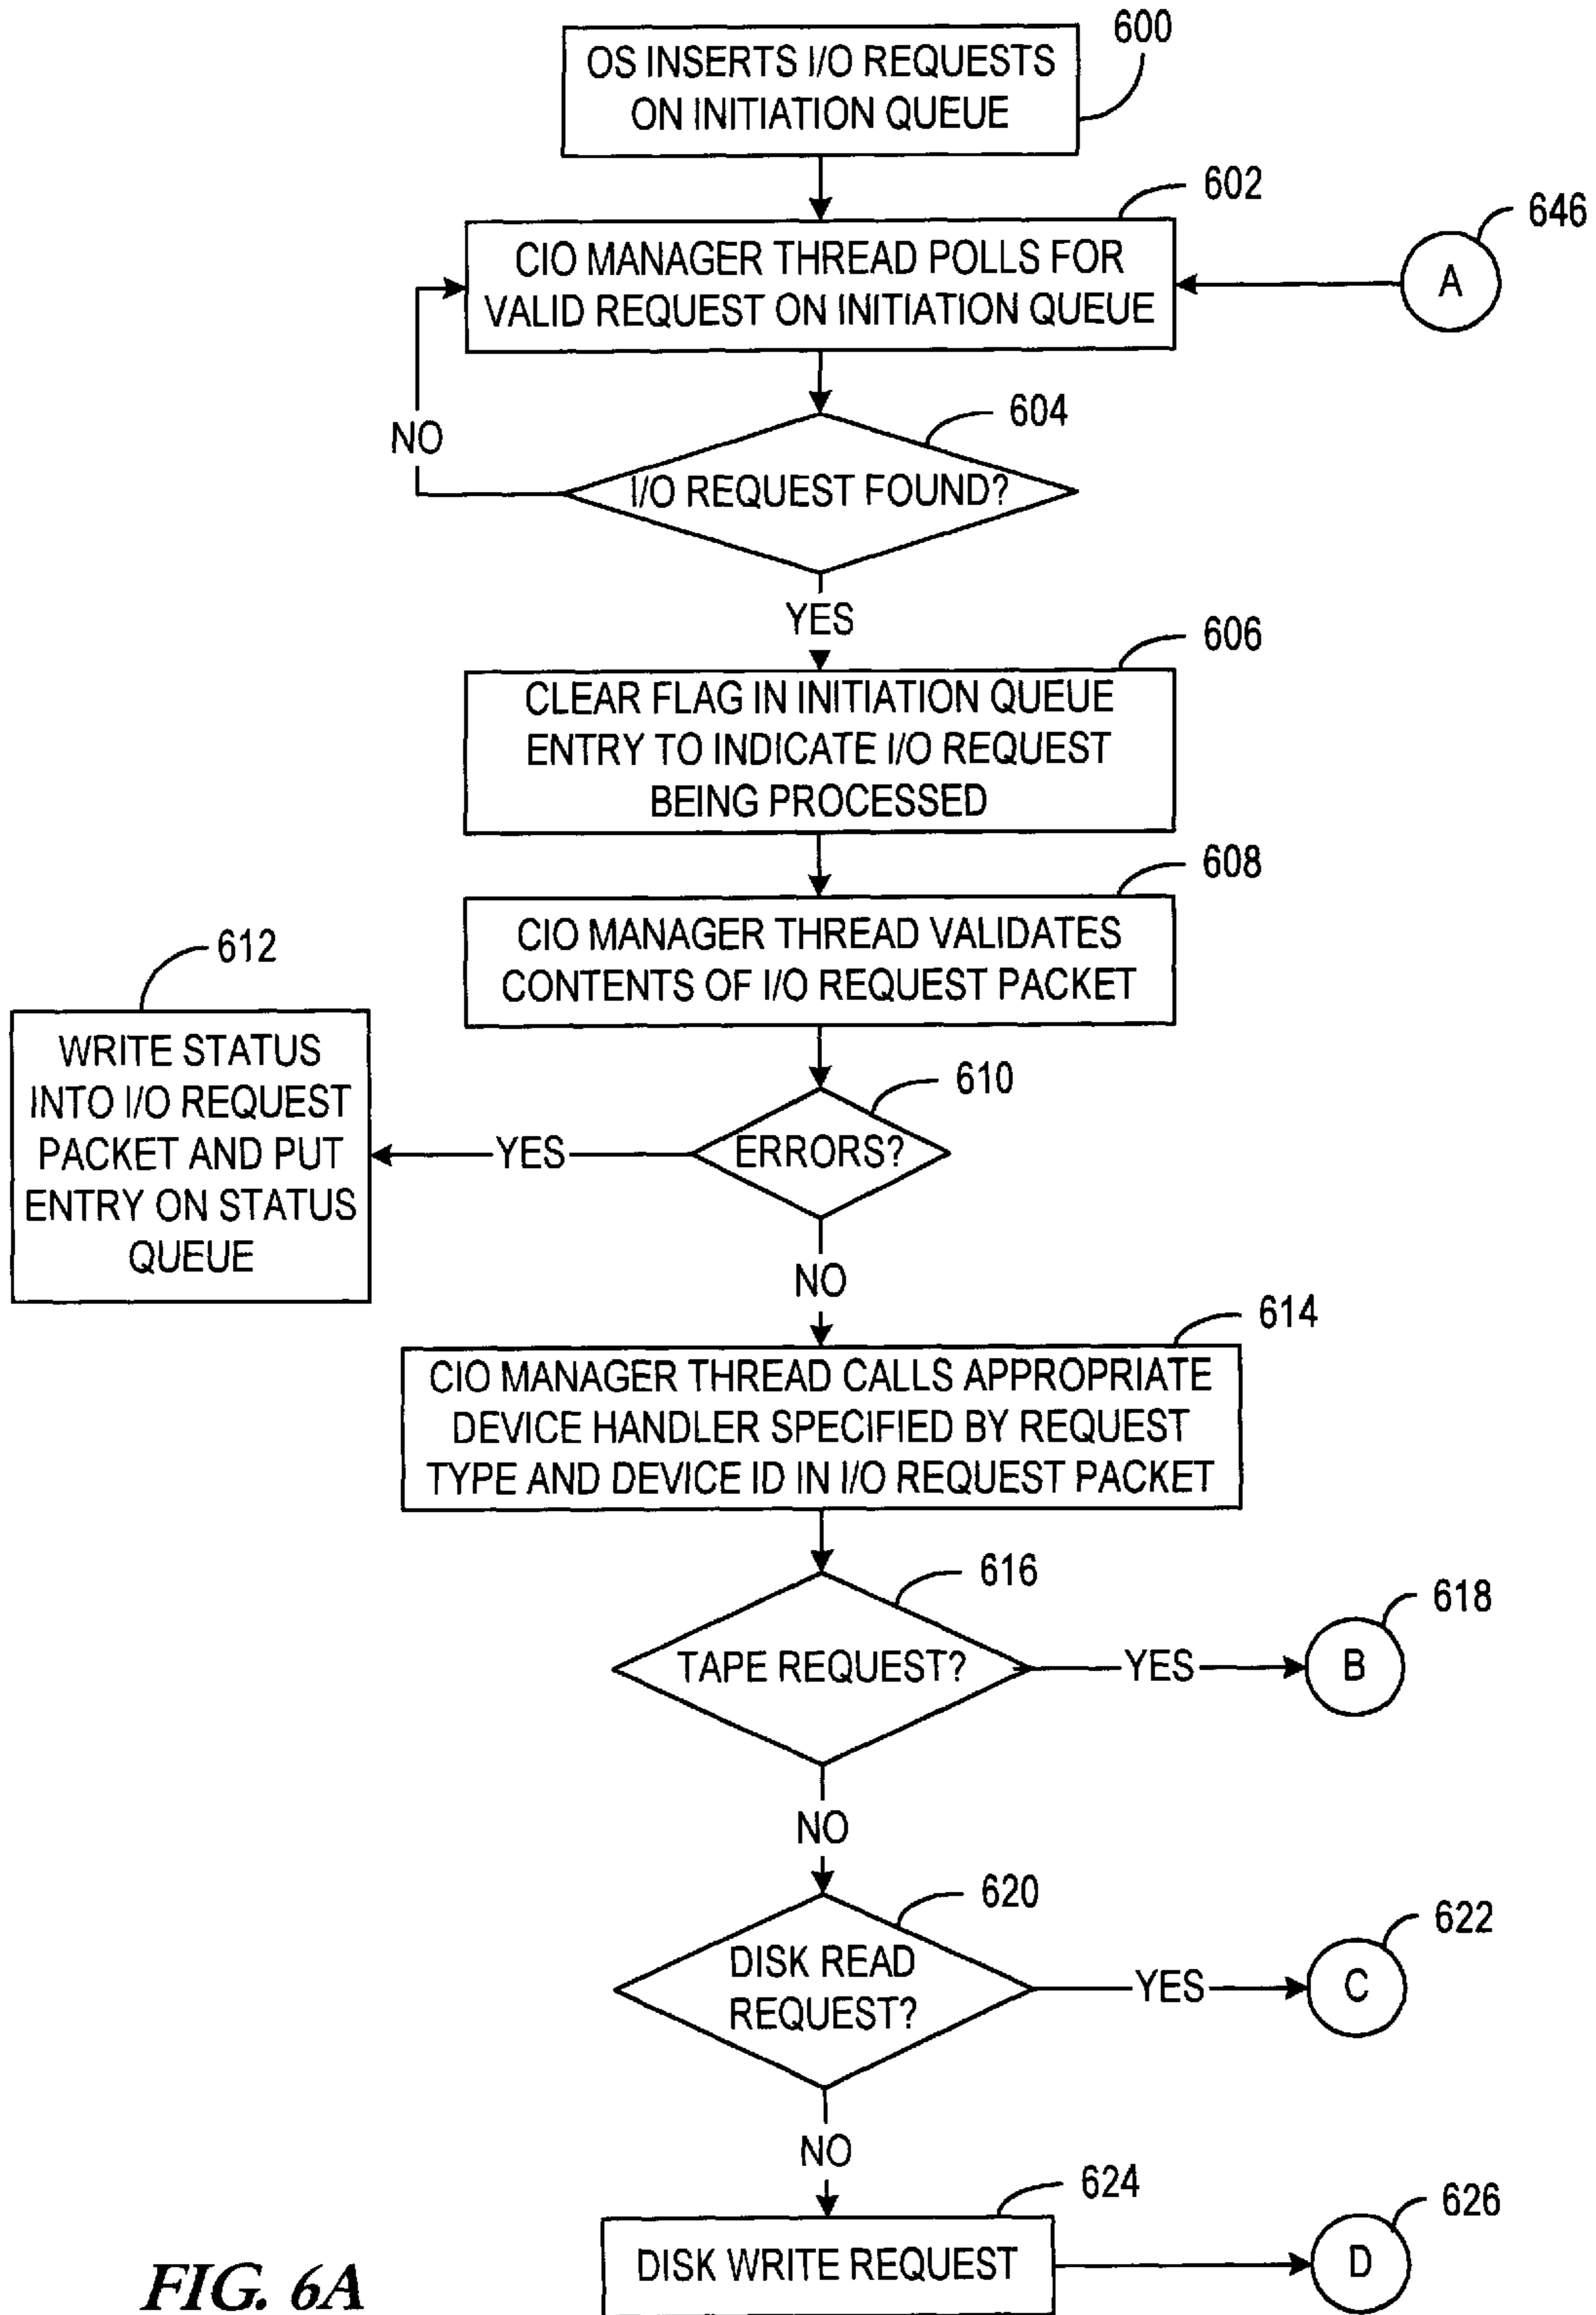 600
OS INSERTS I/O REQUESTS
ON INITIATION QUEUE
602
646
CIO MANAGER THREAD POLLS FOR
VALID REQUEST ON INITIATION QUEUE
A
604
NO
I/O REQUEST FOUND?
YES
606
CLEAR FLAG IN INITIATION QUEUE
ENTRY TO INDICATE I/O REQUEST
BEING PROCESSED
608
CIO MANAGER THREAD VALIDATES
CONTENTS OF I/O REQUEST PACKET
612
WRITE STATUS
INTO I/O REQUEST
PACKET AND PUT
ENTRY ON STATUS
QUEUE
610
YES
ERRORS?
NO
614
CIO MANAGER THREAD CALLS APPROPRIATE
DEVICE HANDLER SPECIFIED BY REQUEST
TYPE AND DEVICE ID IN I/O REQUEST PACKET
616
618
TAPE REQUEST?
YES
B
NO
620
622
DISK READ
REQUEST?
YES
C
NO
624
626
DISK WRITE REQUEST
D
FIG. 6A